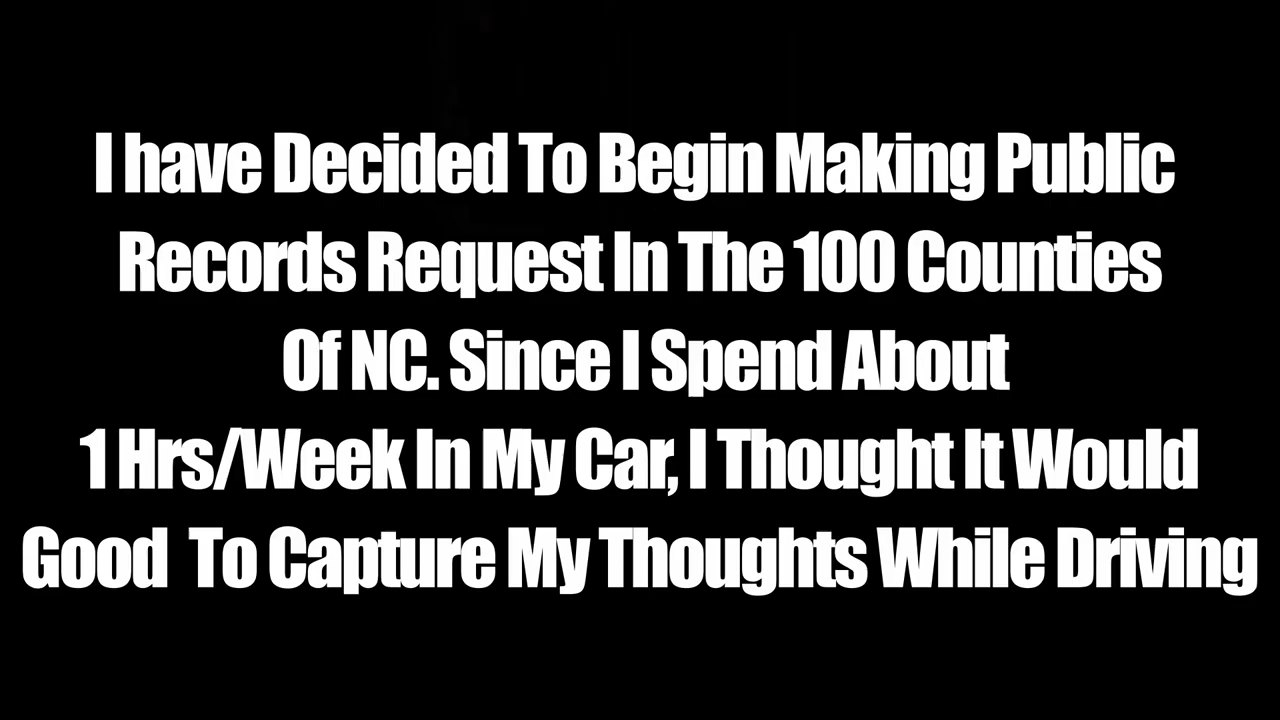 I have Decided To Begin Making Public
Records Request In The 100 Counties
Of NC. Since I Spend About
1 Hrs/Week In My Car, I Thought It Would
Good  To Capture My Thoughts While Driving